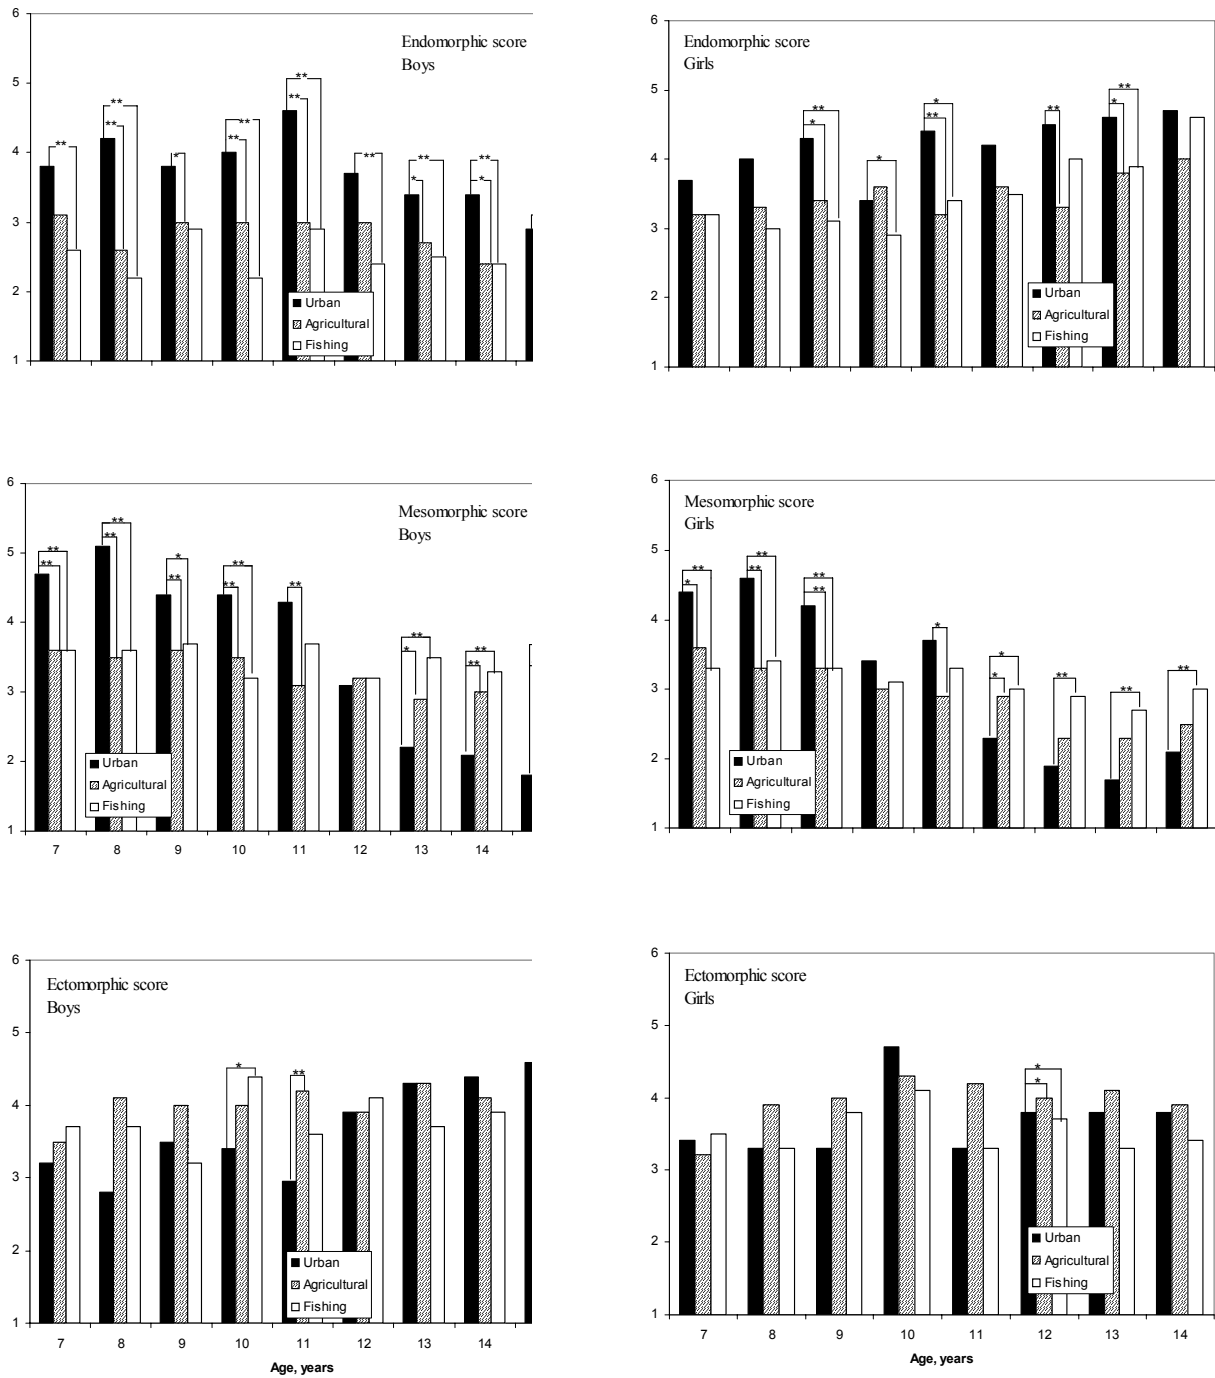 6
5
4
3
2
1
Endomorphic score
Boys
**
**
**
*
**
**
**
**
**
*
**
**
*
Urban
Agricultural
Fishing
6
5
4
3
2
1
Endomorphic score
Girls
**
*
*
*
**
**
**
*
Urban
Agricultural
Fishing
6
5
4
3
2
1
Mesomorphic score
Boys
**
**
**
**
*
**
**
**
**
**
*
**
**
Urban
Agricultural
Fishing
7 8 9 10 11 12 13 14
6
5
4
3
2
1
Mesomorphic score
Girls
**
*
**
**
**
**
*
*
*
**
**
**
Urban
Agricultural
Fishing
6
5
4
3
2
1
Ectomorphic score
Boys
*
**
Urban
Agricultural
Fishing
7 8 9 10 11 12 13 14
Age, years
6
5
4
3
2
1
Ectomorphic score
Girls
*
*
Urban
Agricultural
Fishing
7 8 9 10 11 12 13 14
Age, years